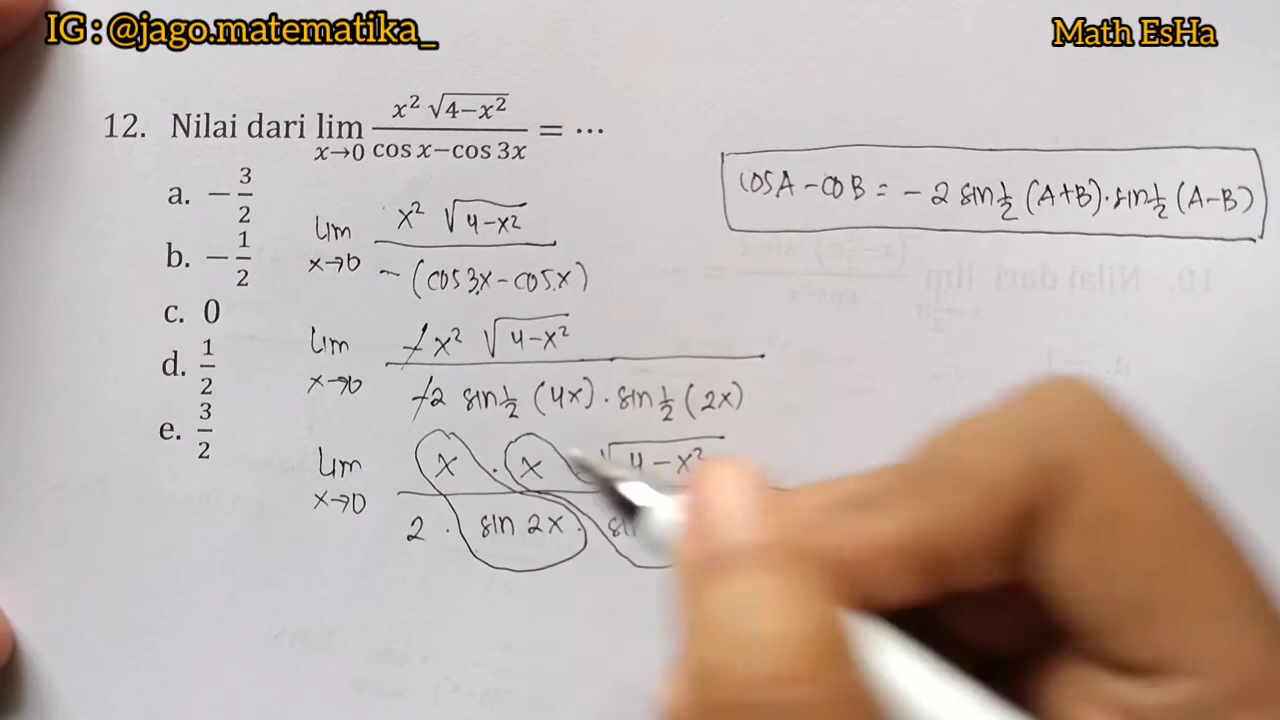 IG : @jago.matematika_
Math EsHa
12. Nilai dari lim x→0 x² √4−x² / cos x−cos 3x = ⋯
a. −3/2
b. −1/2
c. 0
d. 1/2
e. 3/2
cos A − cos B = − 2 sin ½ (A+B) . sin ½ (A−B)
lim x→0 x² √4−x² / − (cos 3x − cos x)
lim x→0 −x² √4−x² / −2 sin ½ (4x) . sin ½ (2x)
lim x→0 x . x . √4−x² / 2 . sin 2x .